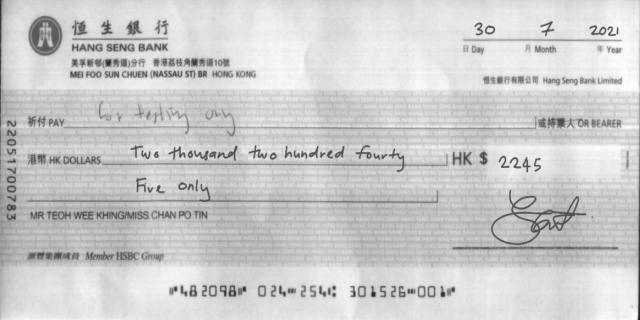 恒生銀行
HANG SENG BANK
美孚新邨(蘭秀道)分行 香港荔枝角蘭秀道10號
MEI FOO SUN CHUEN (NASSAU ST) BR HONG KONG
30 7 2021
日 Day 月 Month 年 Year
恒生銀行有限公司 Hang Seng Bank Limited
祈付 PAY For testing only 或持票人 OR BEARER
港幣 HK DOLLARS Two thousand two hundred fourty HK $ 2245
Five only
MR TEOH WEE KHING/MISS CHAN PO TIN
滙豐集團成員 Member HSBC Group
⑈482098⑈ 024⑉254⑆ 301526⑉001⑈
22051700783